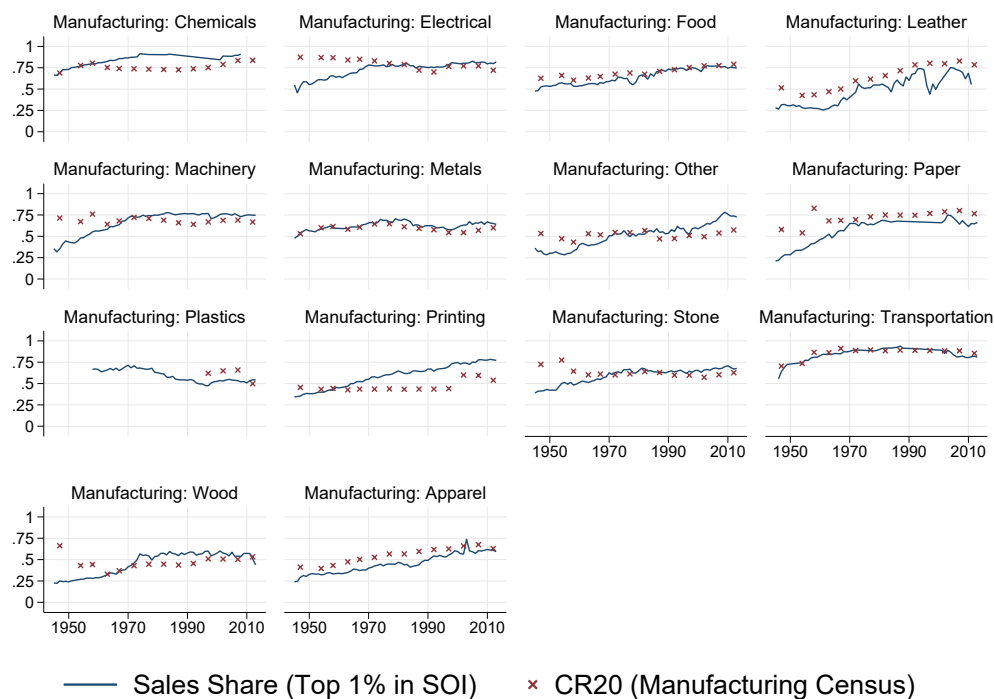 Manufacturing: Chemicals Manufacturing: Electrical Manufacturing: Food Manufacturing: Leather
1
.75
.5
.25
0
Manufacturing: Machinery Manufacturing: Metals Manufacturing: Other Manufacturing: Paper
1
.75
.5
.25
0
Manufacturing: Plastics Manufacturing: Printing Manufacturing: Stone Manufacturing: Transportation
1
.75
.5
.25
0
1950 1970 1990 2010 1950 1970 1990 2010
Manufacturing: Wood Manufacturing: Apparel
1
.75
.5
.25
0
1950 1970 1990 2010 1950 1970 1990 2010
Sales Share (Top 1% in SOI) CR20 (Manufacturing Census)